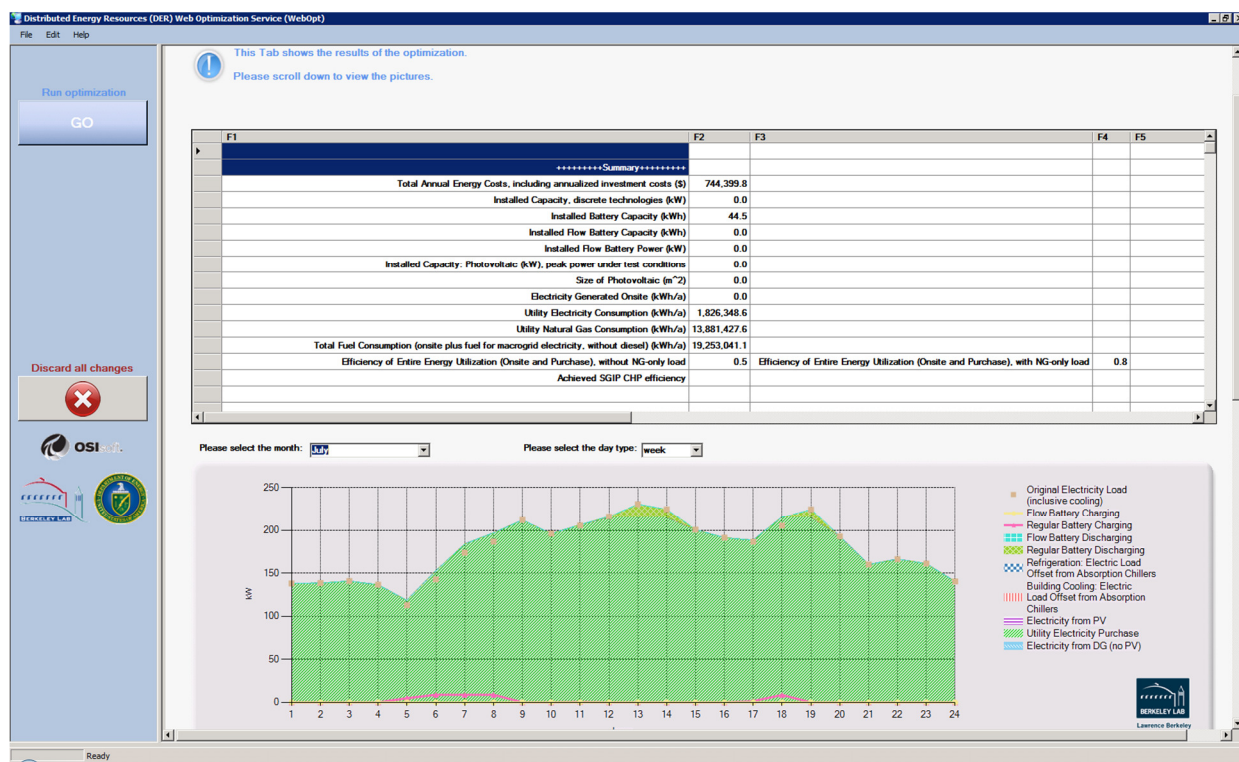 Distributed Energy Resources (DER) Web Optimization Service (WebOpt)
File Edit Help
This Tab shows the results of the optimization.
Please scroll down to view the pictures.
Run optimization
GO
F1 F2 F3 F4 F5
+++++++++Summary+++++++++
Total Annual Energy Costs, including annualized investment costs ($) 744,399.8
Installed Capacity, discrete technologies (kW) 0.0
Installed Battery Capacity (kWh) 44.5
Installed Flow Battery Capacity (kWh) 0.0
Installed Flow Battery Power (kW) 0.0
Installed Capacity: Photovoltaic (kW), peak power under test conditions 0.0
Size of Photovoltaic (m^2) 0.0
Electricity Generated Onsite (kWh/a) 0.0
Utility Electricity Consumption (kWh/a) 1,826,348.6
Utility Natural Gas Consumption (kWh/a) 13,881,427.6
Total Fuel Consumption (onsite plus fuel for macrogrid electricity, without diesel) (kWh/a) 19,253,041.1
Efficiency of Entire Energy Utilization (Onsite and Purchase), without NG-only load 0.5 Efficiency of Entire Energy Utilization (Onsite and Purchase), with NG-only load 0.8
Achieved SGIP CHP efficiency
Discard all changes
OSI
BERKELEY LAB
Please select the month: July Please select the day type: week
250
200
150
100
50
0
kW
1 2 3 4 5 6 7 8 9 10 11 12 13 14 15 16 17 18 19 20 21 22 23 24
Original Electricity Load
(inclusive cooling)
Flow Battery Charging
Regular Battery Charging
Flow Battery Discharging
Regular Battery Discharging
Refrigeration: Electric Load
Offset from Absorption Chillers
Building Cooling: Electric
Load Offset from Absorption
Chillers
Electricity from PV
Utility Electricity Purchase
Electricity from DG (no PV)
BERKELEY LAB
Lawrence Berkeley
Ready